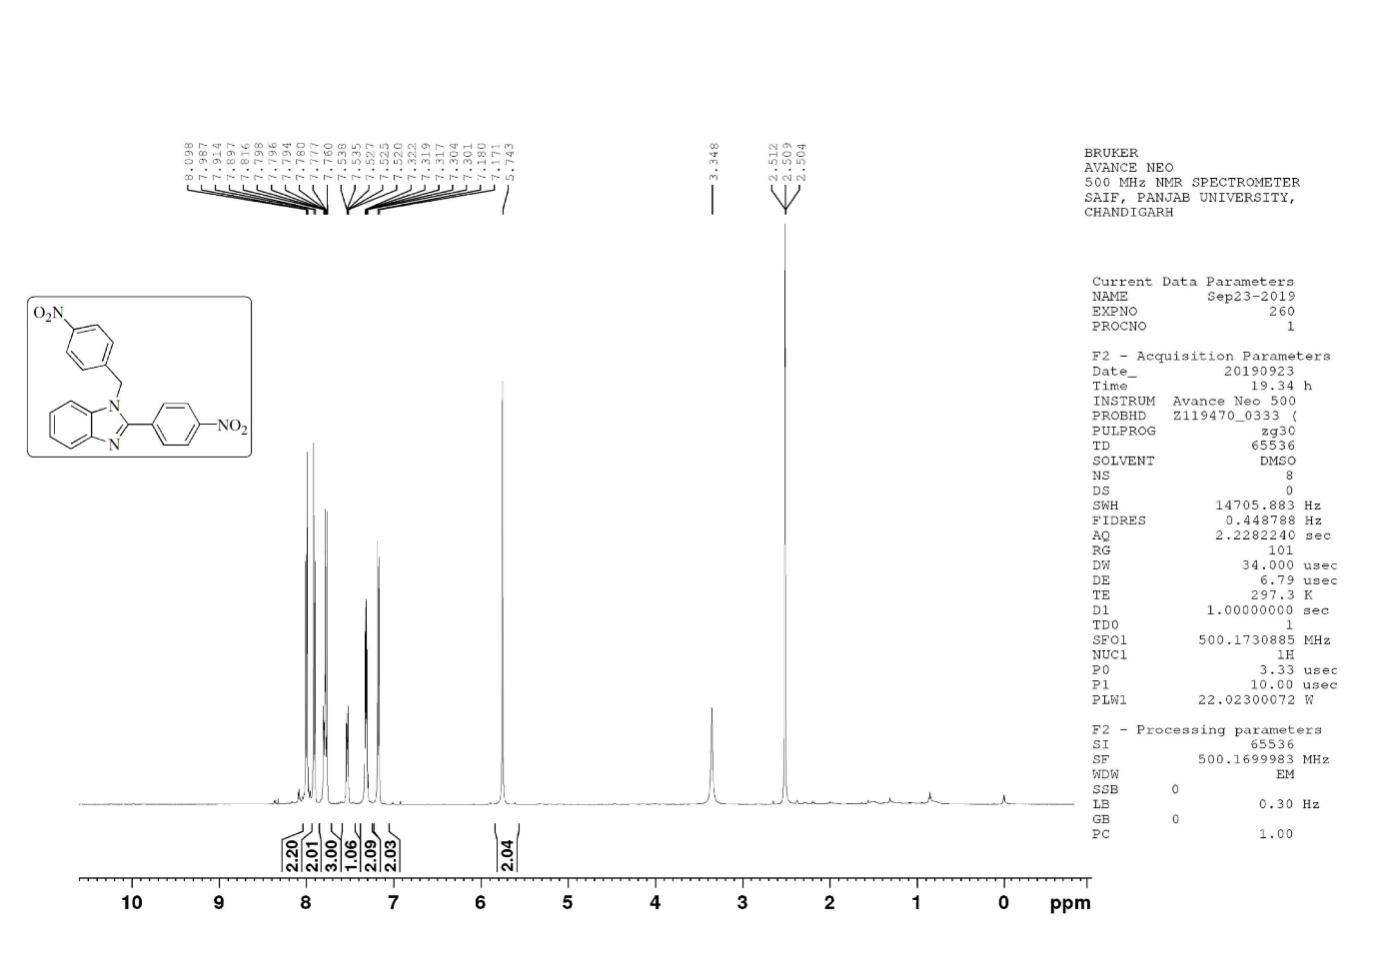 8.098
7.987
7.914
7.897
7.816
7.798
7.796
7.794
7.780
7.777
7.760
7.538
7.535
7.527
7.525
7.520
7.322
7.319
7.317
7.304
7.301
7.180
7.171
5.743
3.348
2.512
2.509
2.504
BRUKER
AVANCE NEO
500 MHz NMR SPECTROMETER
SAIF, PANJAB UNIVERSITY,
CHANDIGARH
Current Data Parameters
NAME Sep23-2019
EXPNO 260
PROCNO 1
F2 - Acquisition Parameters
Date_ 20190923
Time 19.34 h
INSTRUM Avance Neo 500
PROBHD Z119470_0333 (
PULPROG zg30
TD 65536
SOLVENT DMSO
NS 8
DS 0
SWH 14705.883 Hz
FIDRES 0.448788 Hz
AQ 2.2282240 sec
RG 101
DW 34.000 usec
DE 6.79 usec
TE 297.3 K
D1 1.00000000 sec
TD0 1
SFO1 500.1730885 MHz
NUC1 1H
P0 3.33 usec
P1 10.00 usec
PLW1 22.02300072 W
F2 - Processing parameters
SI 65536
SF 500.1699983 MHz
WDW EM
SSB 0
LB 0.30 Hz
GB 0
PC 1.00
O2N
N
N
NO2
2.20
2.01
3.00
1.06
2.09
2.03
2.04
10 9 8 7 6 5 4 3 2 1 0 ppm